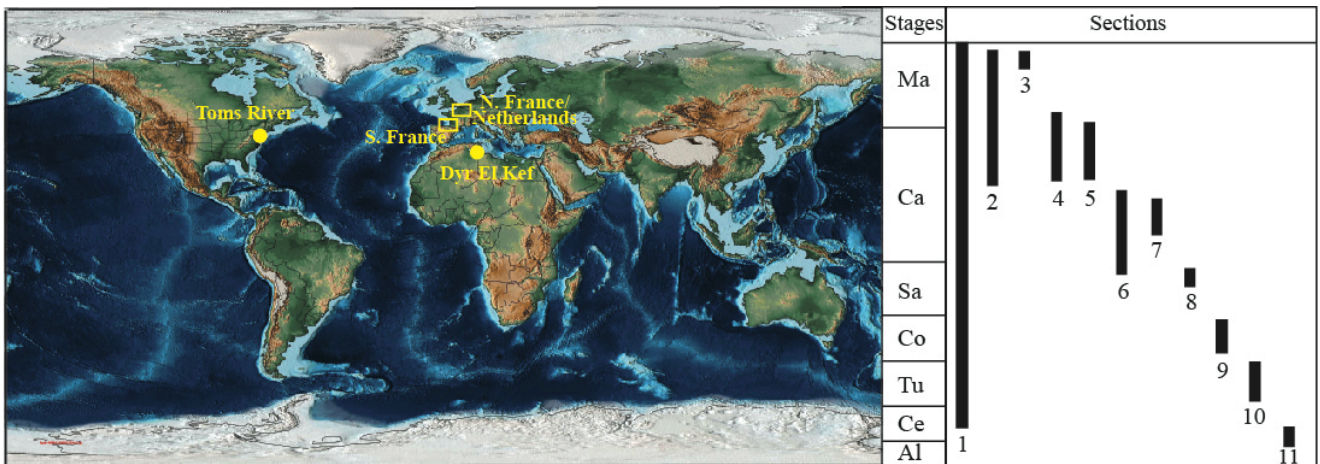 Toms River
N. France/
Netherlands
S. France
Dyr El Kef
Stages
Sections
Ma
Ca
Sa
Co
Tu
Ce
Al
1
2
3
4
5
6
7
8
9
10
11